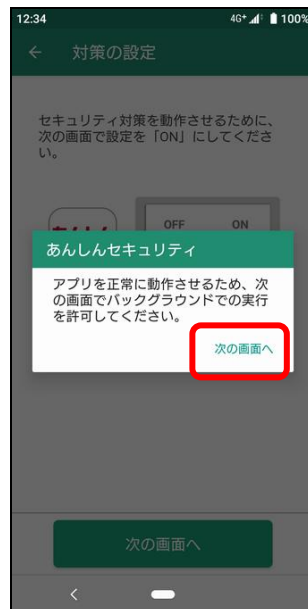 12:34
4G+
100%
← 対策の設定
セキュリティ対策を動作させるために、
次の画面で設定を「ON」にしてくださ
い。
OFF ON
あんしんセキュリティ
アプリを正常に動作させるため、次
の画面でバックグラウンドでの実行
を許可してください。
次の画面へ
次の画面へ